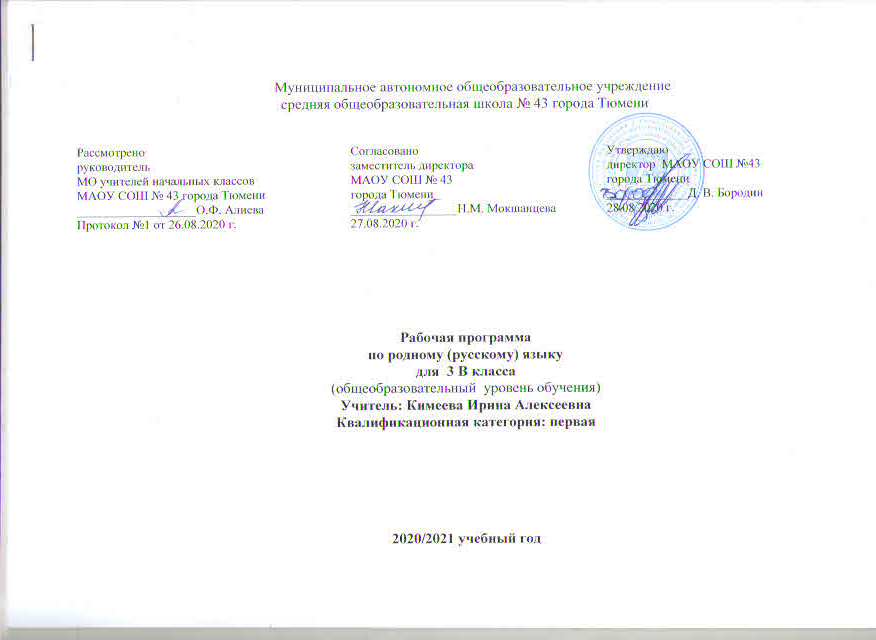 Муниципальное автономное общеобразовательное учреждение
средняя общеобразовательная школа № 43 города Тюмени
Рассмотрено
руководитель
МО учителей начальных классов
МАОУ СОШ № 43 города Тюмени
О.Ф. Алиева
Протокол №1 от 26.08.2020 г.
Согласовано
заместитель директора
МАОУ СОШ № 43
города Тюмени
Н.М. Мокшанцева
27.08.2020 г.
Утверждаю
директор МАОУ СОШ №43
города Тюмени
Д. В. Бородин
28.08.2020 г.
Рабочая программа
по родному (русскому) языку
для 3 В класса
(общеобразовательный уровень обучения)
Учитель: Кимеева Ирина Алексеевна
Квалификационная категория: первая
2020/2021 учебный год